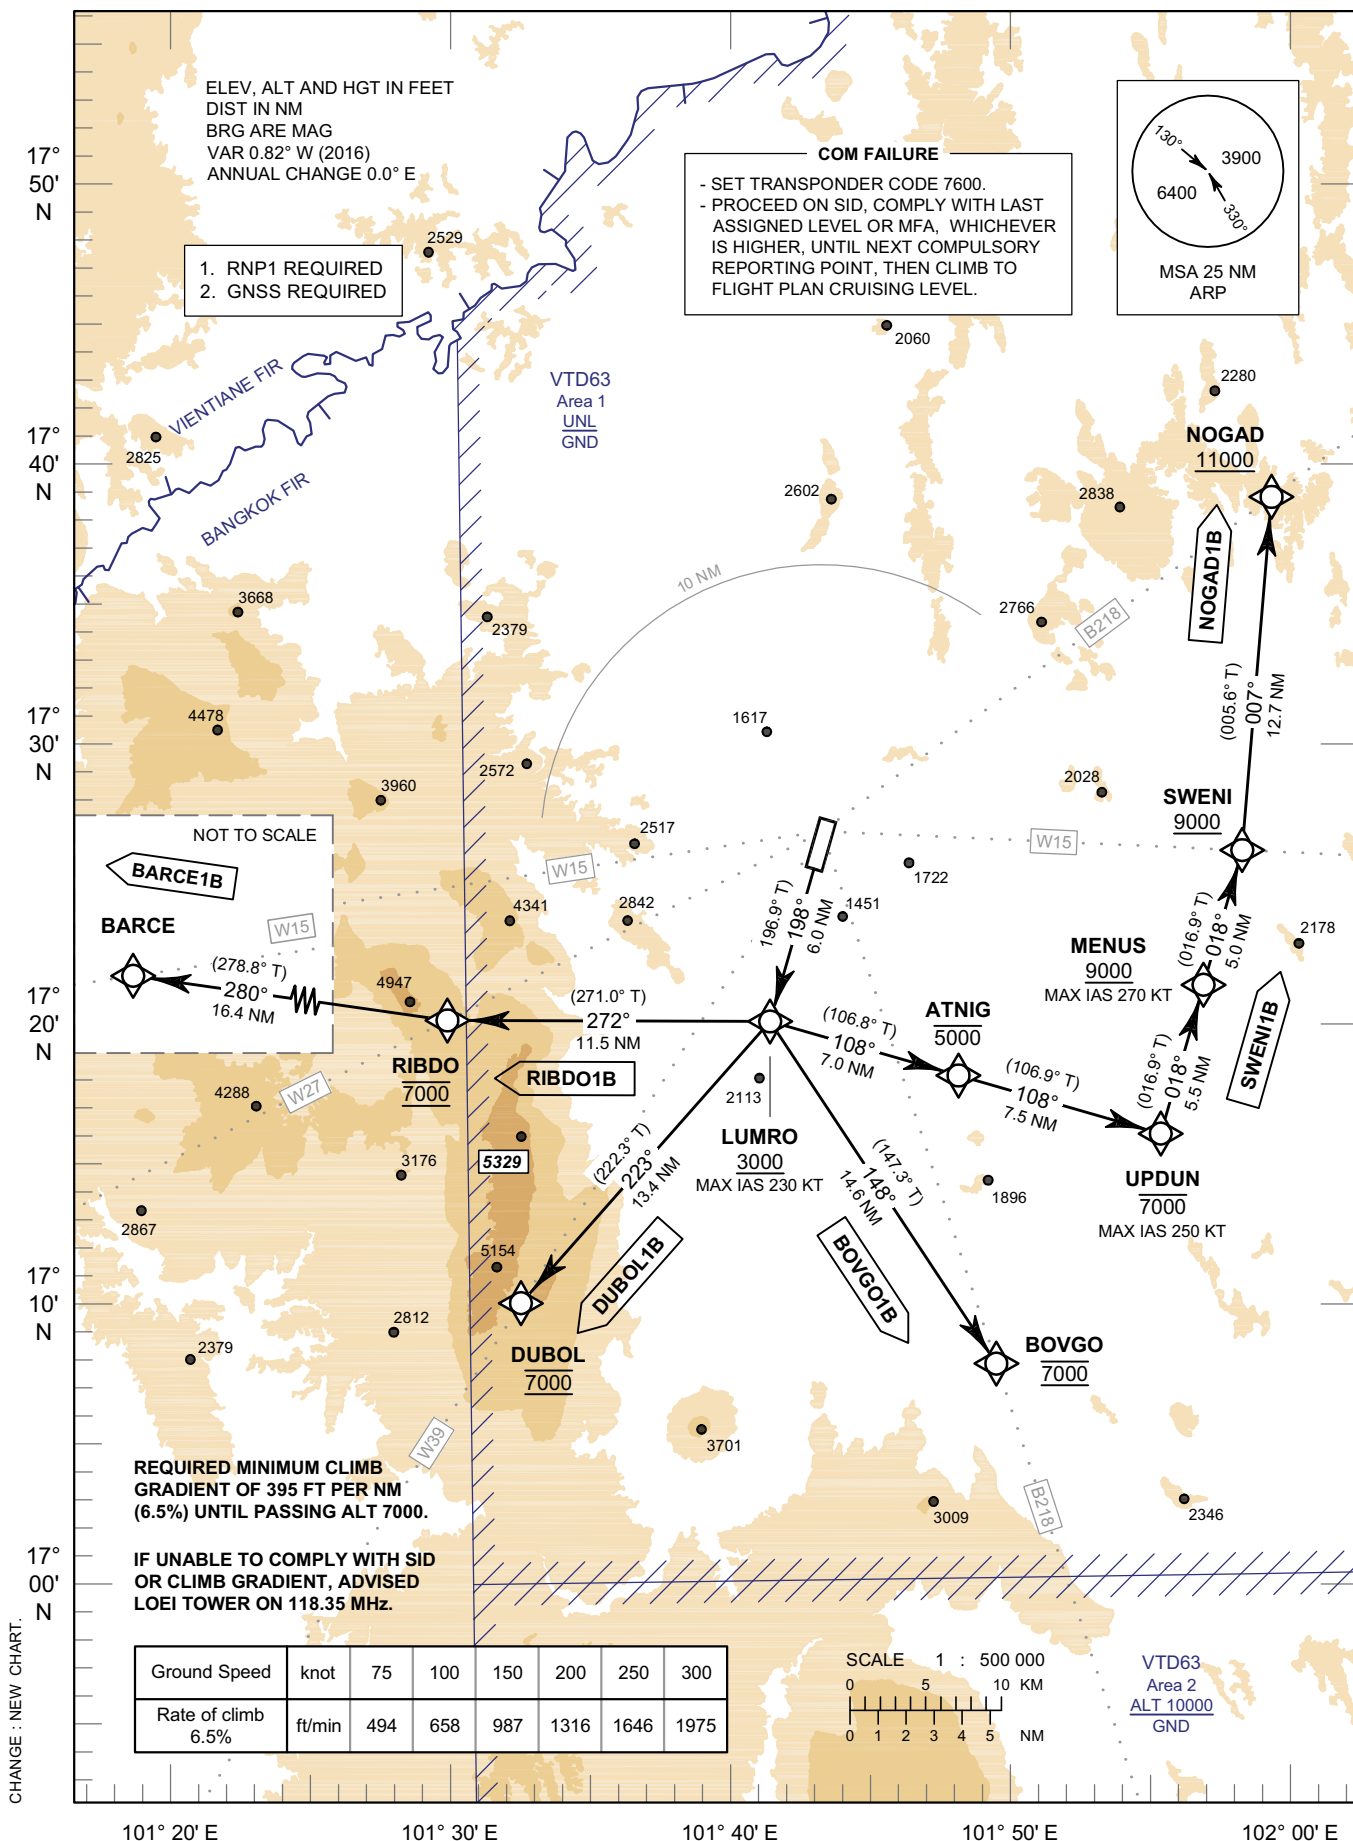 ELEV, ALT AND HGT IN FEET
DIST IN NM
BRG ARE MAG
VAR 0.82° W (2016)
ANNUAL CHANGE 0.0° E
1. RNP1 REQUIRED
2. GNSS REQUIRED
COM FAILURE
- SET TRANSPONDER CODE 7600.
- PROCEED ON SID, COMPLY WITH LAST
ASSIGNED LEVEL OR MFA, WHICHEVER
IS HIGHER, UNTIL NEXT COMPULSORY
REPORTING POINT, THEN CLIMB TO
FLIGHT PLAN CRUISING LEVEL.
130°
3900
6400
330°
MSA 25 NM
ARP
17°
50'
N
2529
2060
VIENTIANE FIR
BANGKOK FIR
VTD63
Area 1
UNL
GND
2280
NOGAD
11000
2825
17°
40'
N
2602
2838
NOGAD1B
10 NM
3668
2379
2766
B218
(005.6° T)
007°
12.7 NM
17°
30'
N
4478
1617
2572
3960
2028
SWENI
9000
NOT TO SCALE
BARCE1B
2517
W15
W15
1722
BARCE
W15
4341
2842
196.9° T)
198°
6.0 NM
1451
(016.9° T)
018°
5.0 NM
2178
MENUS
9000
MAX IAS 270 KT
(278.8° T)
280°
16.4 NM
4947
17°
20'
N
(271.0° T)
272°
11.5 NM
(106.8° T)
108°
7.0 NM
ATNIG
5000
RIBDO
7000
RIBDO1B
(106.9° T)
108°
7.5 NM
(016.9° T)
018°
5.5 NM
SWENI1B
4288
W27
2113
LUMRO
3000
MAX IAS 230 KT
5329
3176
(222.3° T)
223°
13.4 NM
(147.3° T)
148°
14.6 NM
1896
UPDUN
7000
MAX IAS 250 KT
2867
5154
DUBOL1B
BOVGO1B
17°
10'
N
2812
2379
DUBOL
7000
BOVGO
7000
3701
W39
REQUIRED MINIMUM CLIMB
GRADIENT OF 395 FT PER NM
(6.5%) UNTIL PASSING ALT 7000.
3009
B218
2346
IF UNABLE TO COMPLY WITH SID
OR CLIMB GRADIENT, ADVISED
LOEI TOWER ON 118.35 MHz.
17°
00'
N
CHANGE : NEW CHART.
Ground Speed knot 75 100 150 200 250 300
Rate of climb 6.5% ft/min 494 658 987 1316 1646 1975
SCALE 1 : 500 000
0 5 10 KM
0 1 2 3 4 5 NM
VTD63
Area 2
ALT 10000
GND
101° 20' E
101° 30' E
101° 40' E
101° 50' E
102° 00' E